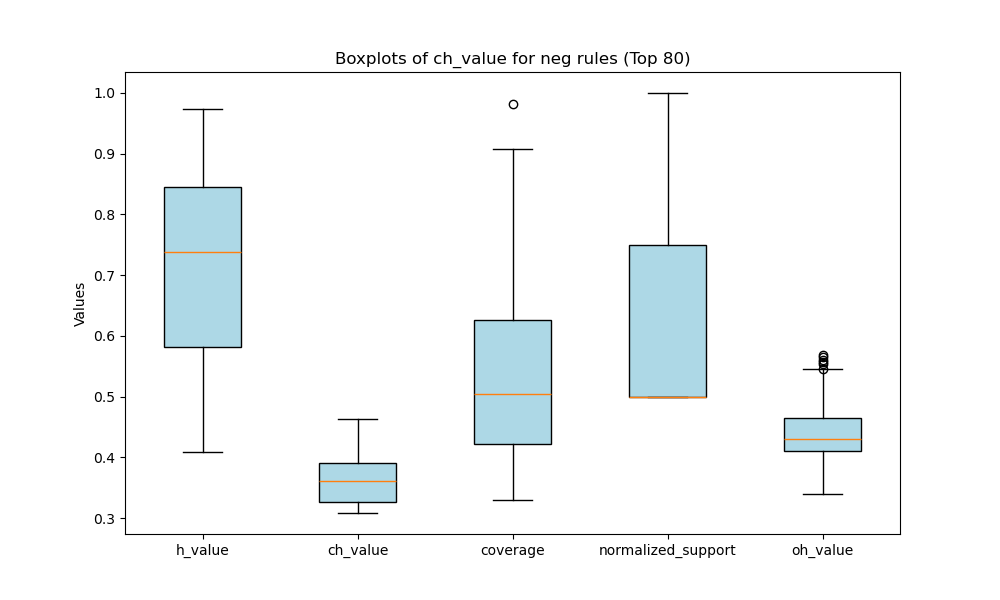 Boxplots of ch_value for neg rules (Top 80)
Values
1.0
0.9
0.8
0.7
0.6
0.5
0.4
0.3
h_value
ch_value
coverage
normalized_support
oh_value